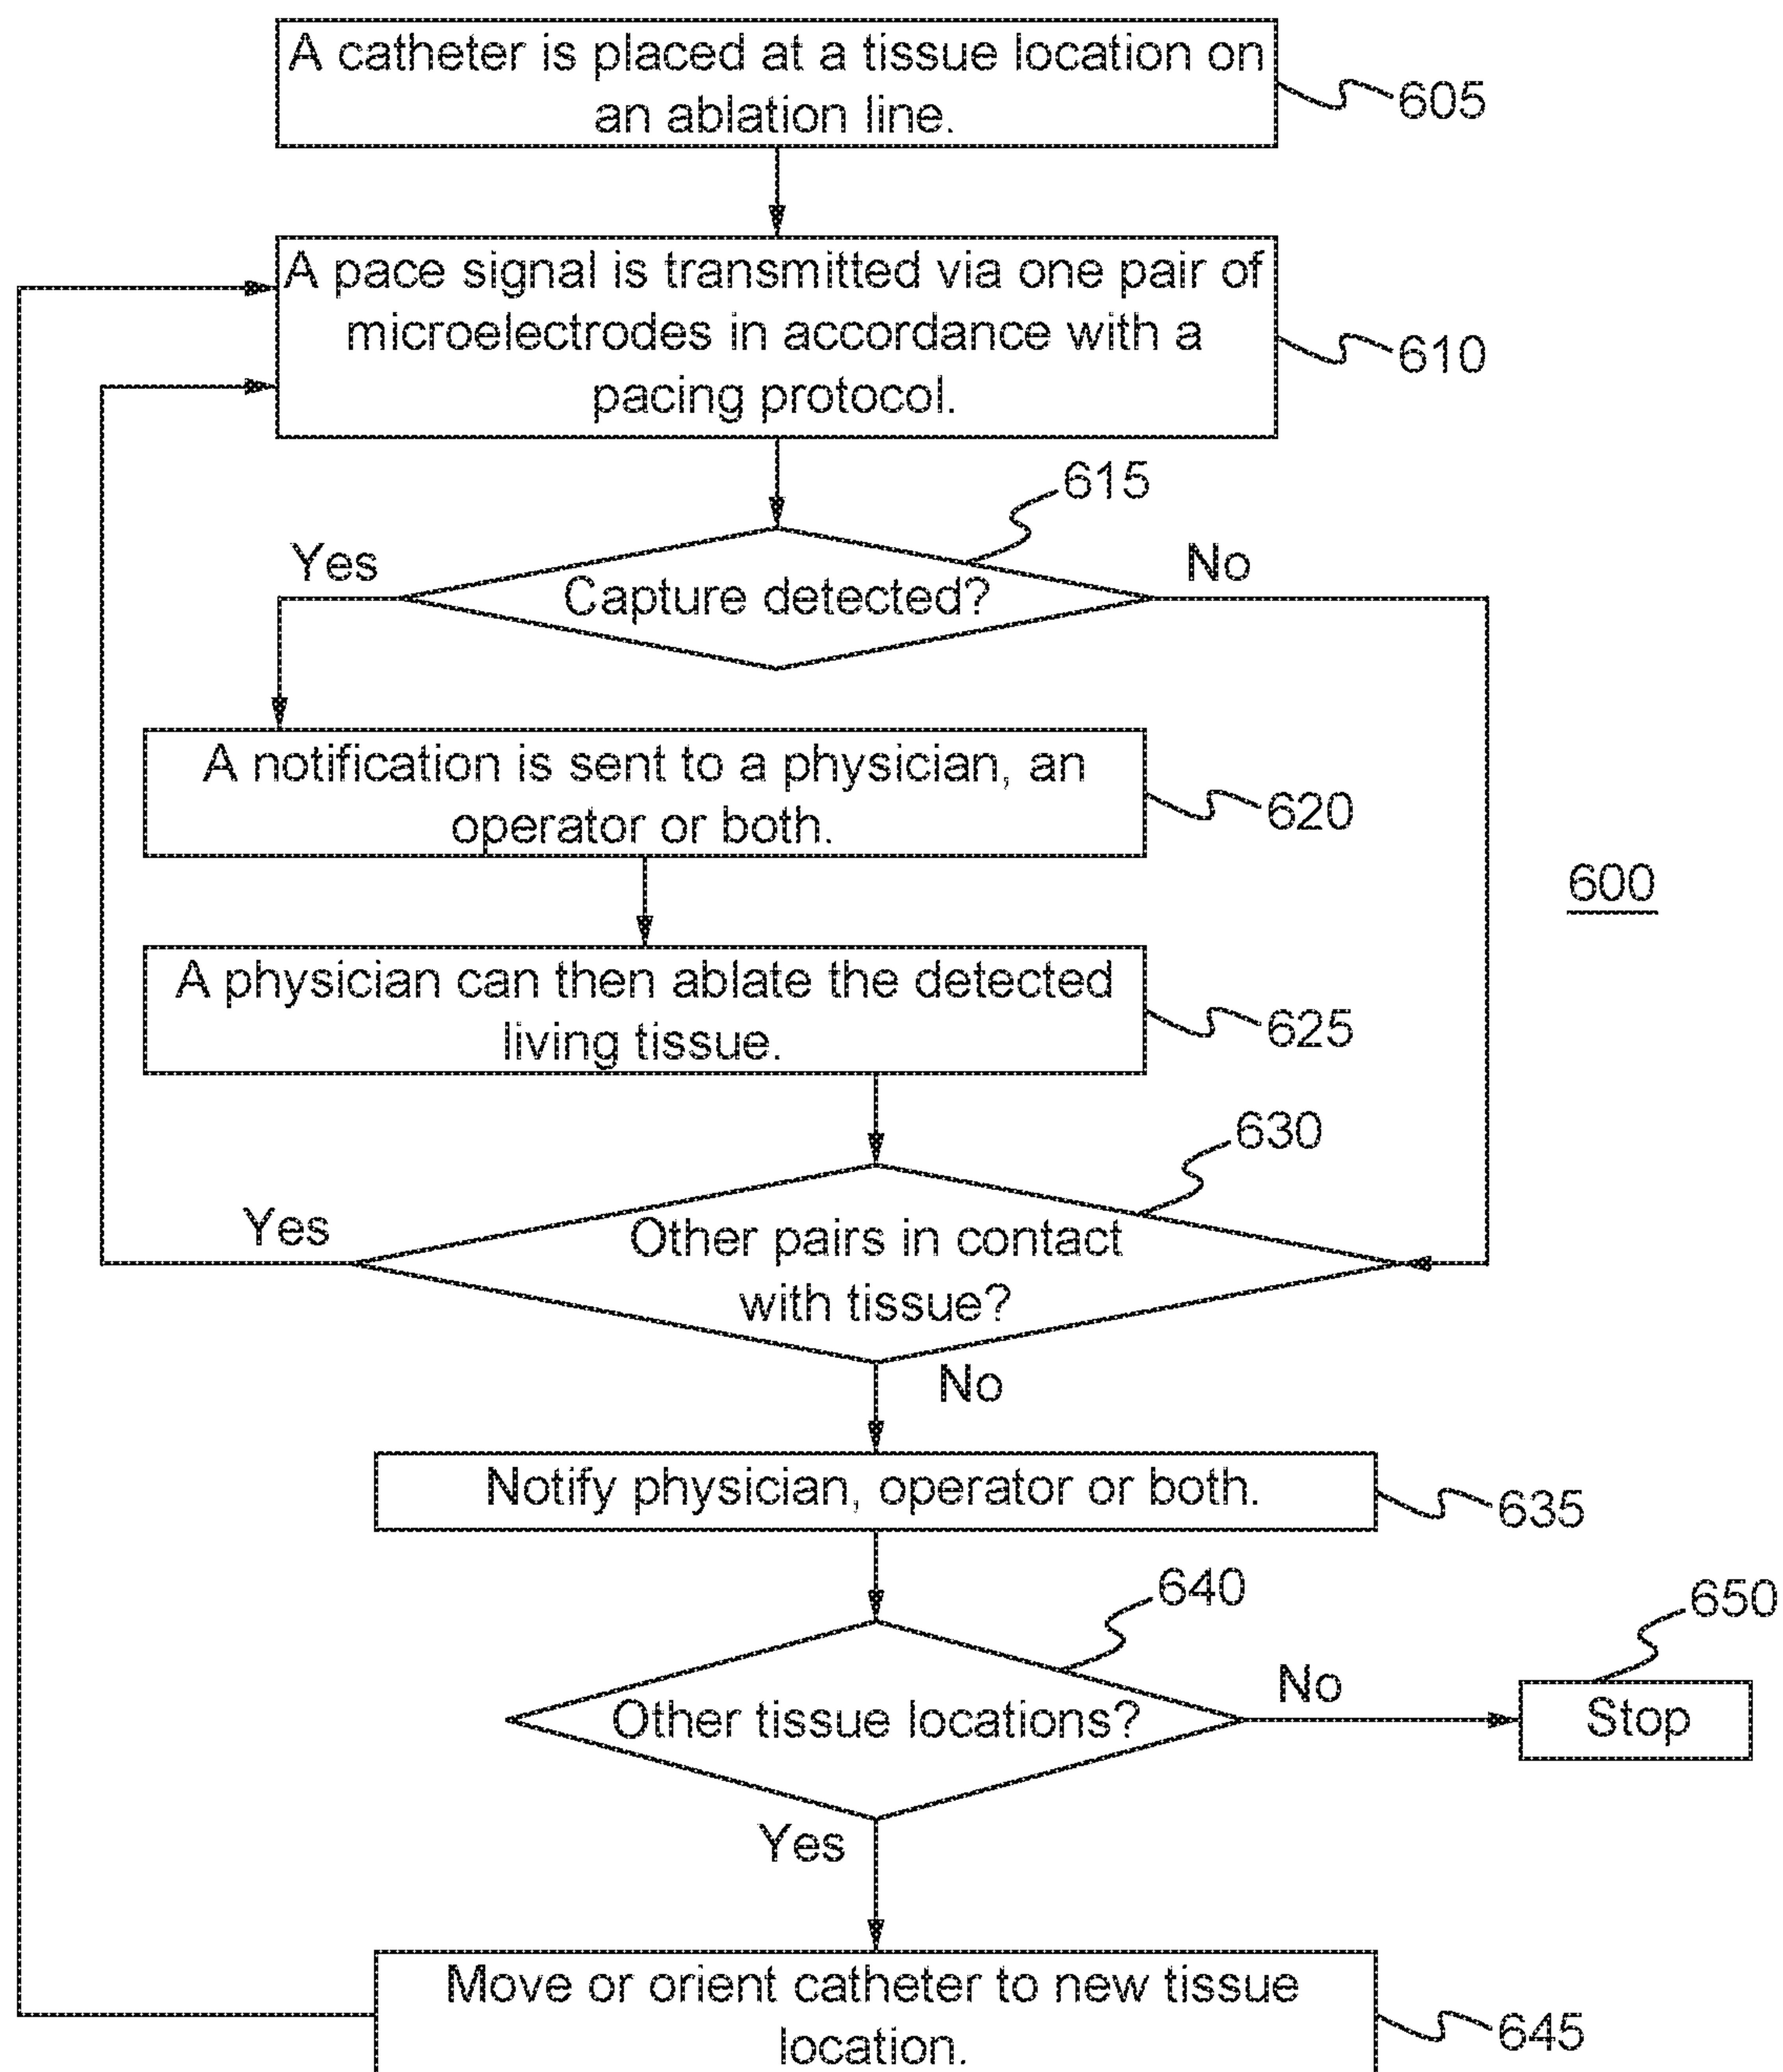 A catheter is placed at a tissue location on
an ablation line.
605
A pace signal is transmitted via one pair of
microelectrodes in accordance with a
pacing protocol.
610
615
Yes
No
Capture detected?
A notification is sent to a physician, an
operator or both.
620
600
A physician can then ablate the detected
living tissue.
625
630
Yes
Other pairs in contact
with tissue?
No
Notify physician, operator or both.
635
640
650
No
Other tissue locations?
Stop
Yes
Move or orient catheter to new tissue
location.
645